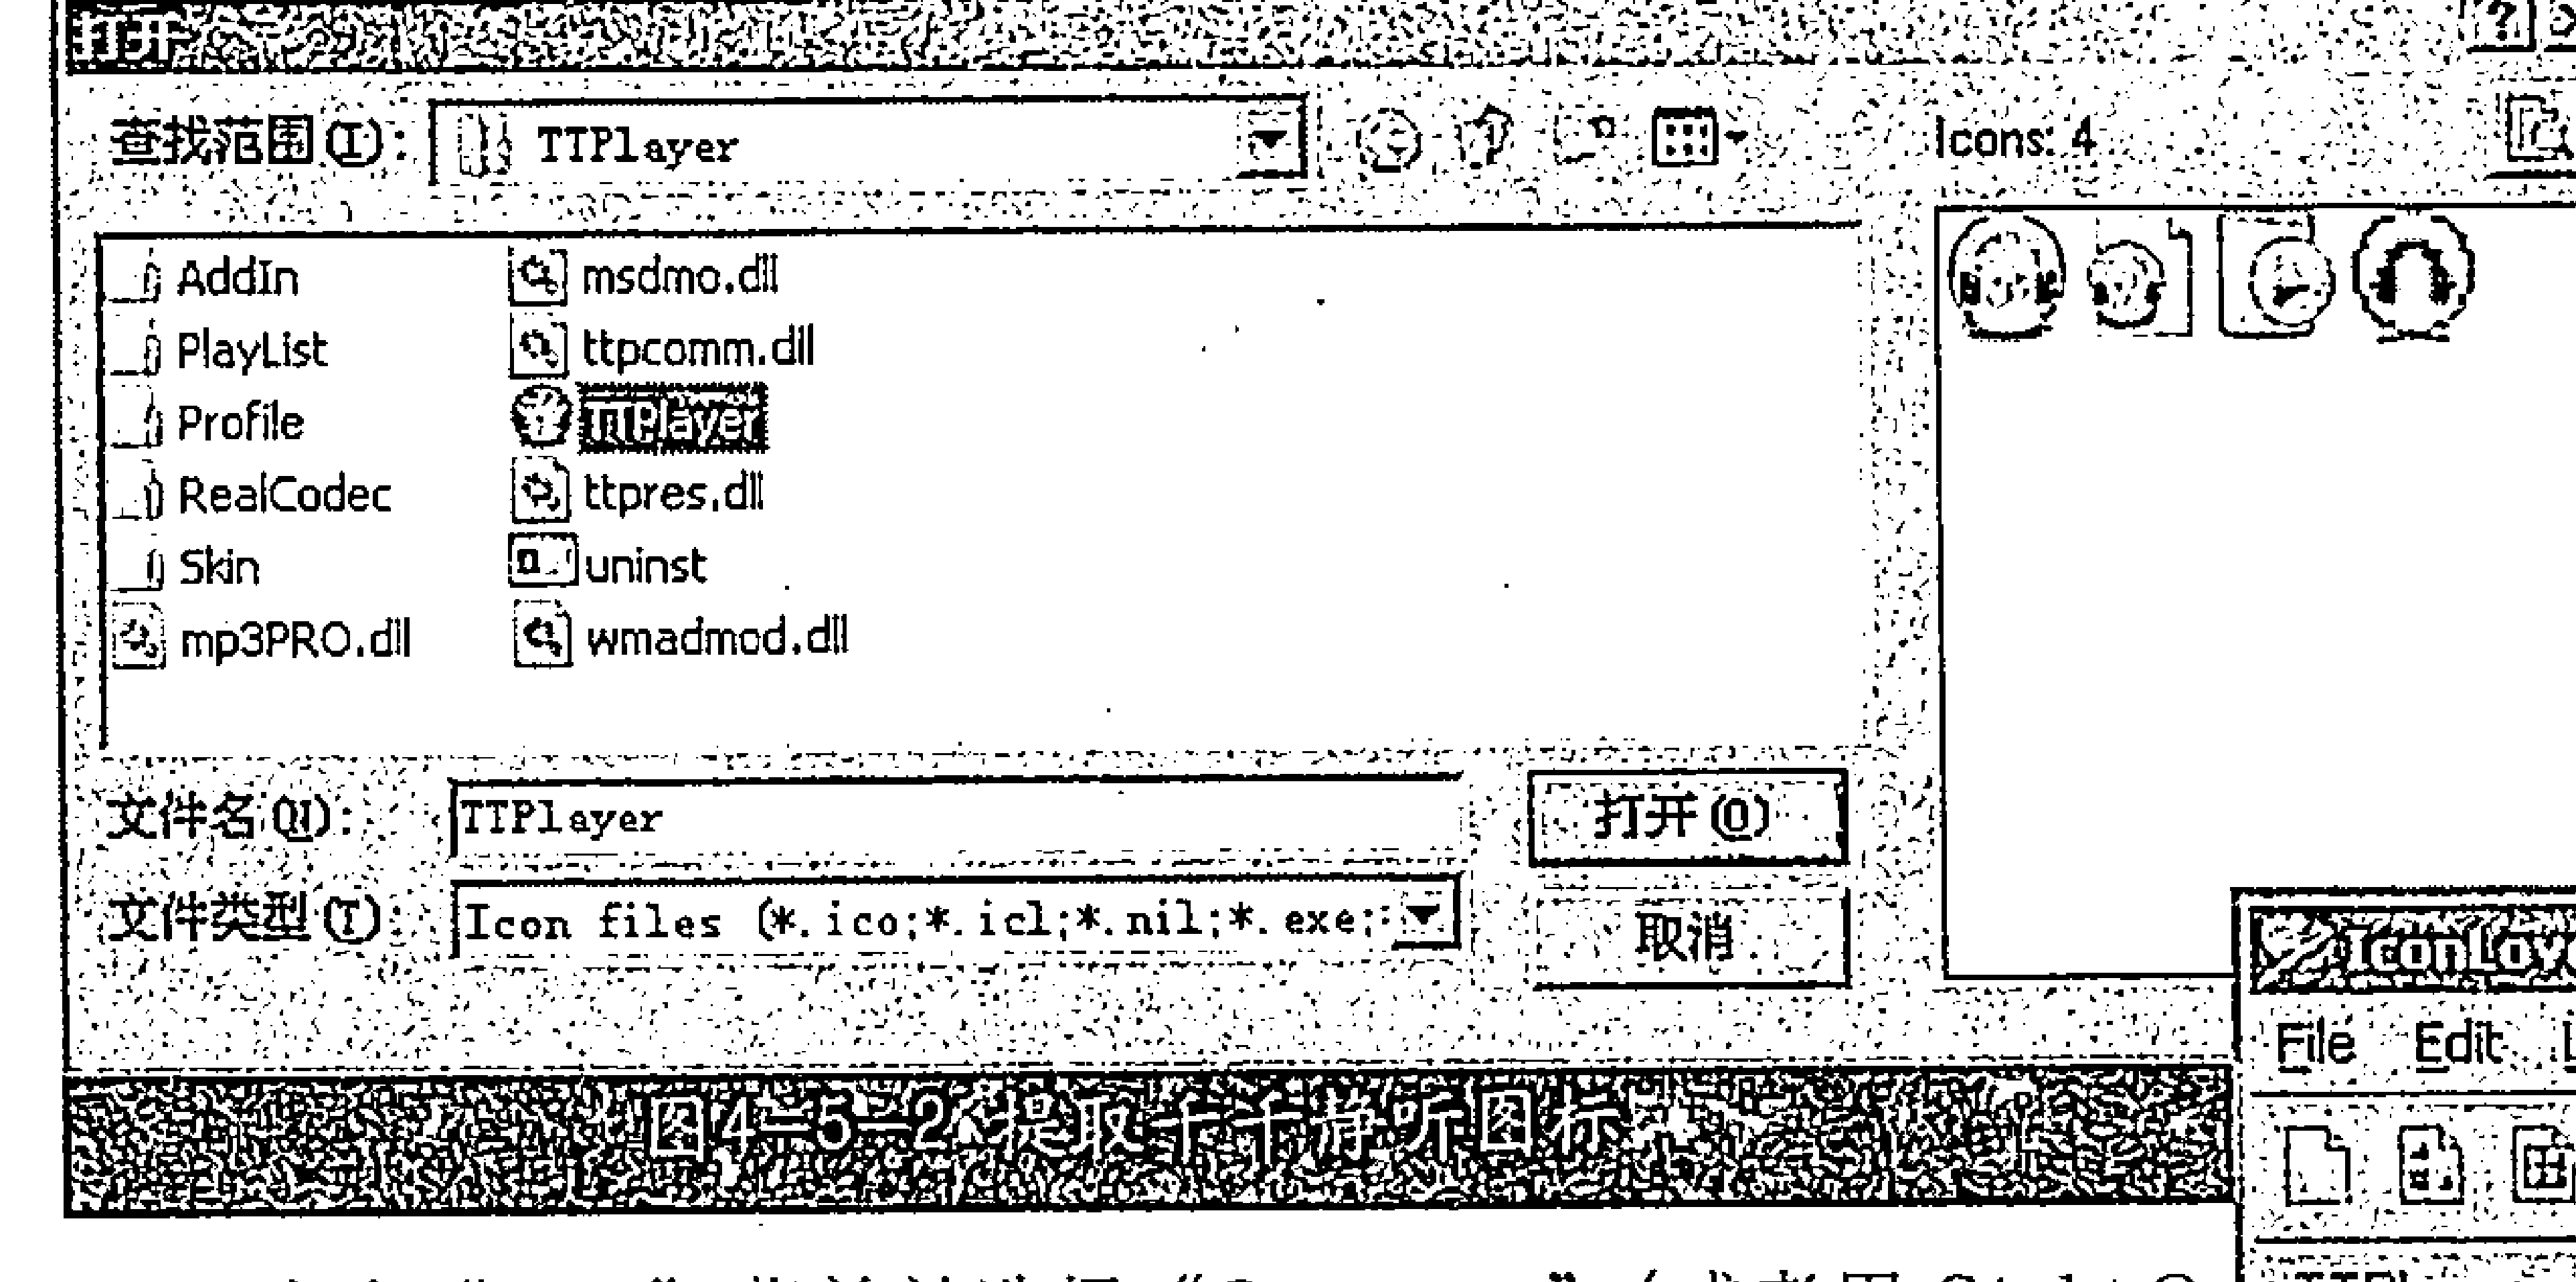 打开
查找范围(I): TTPlayer
Icons: 4
AddIn
PlayList
Profile
RealCodec
Skin
mp3PRO.dll
msdmo.dll
ttpcomm.dll
TTPlayer
ttpres.dll
uninst
wmadmod.dll
文件名(N): TTPlayer
打开(O)
文件类型(T): Icon files (*.ico;*.icl;*.nil;*.exe;
取消
File Edit
图4-5-2 提取千千静听图标